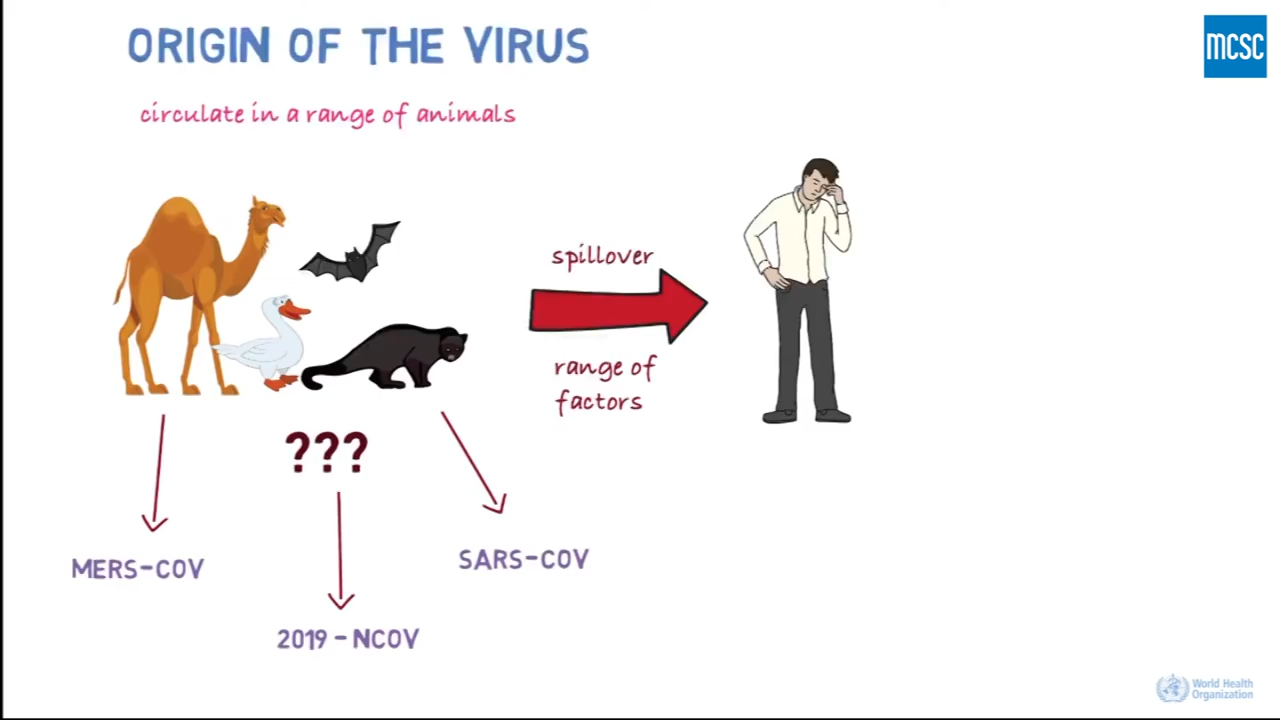 ORIGIN OF THE VIRUS
mcsc
circulate in a range of animals
spillover
range of
factors
???
MERS-COV
SARS-COV
2019-NCOV
World Health
Organization